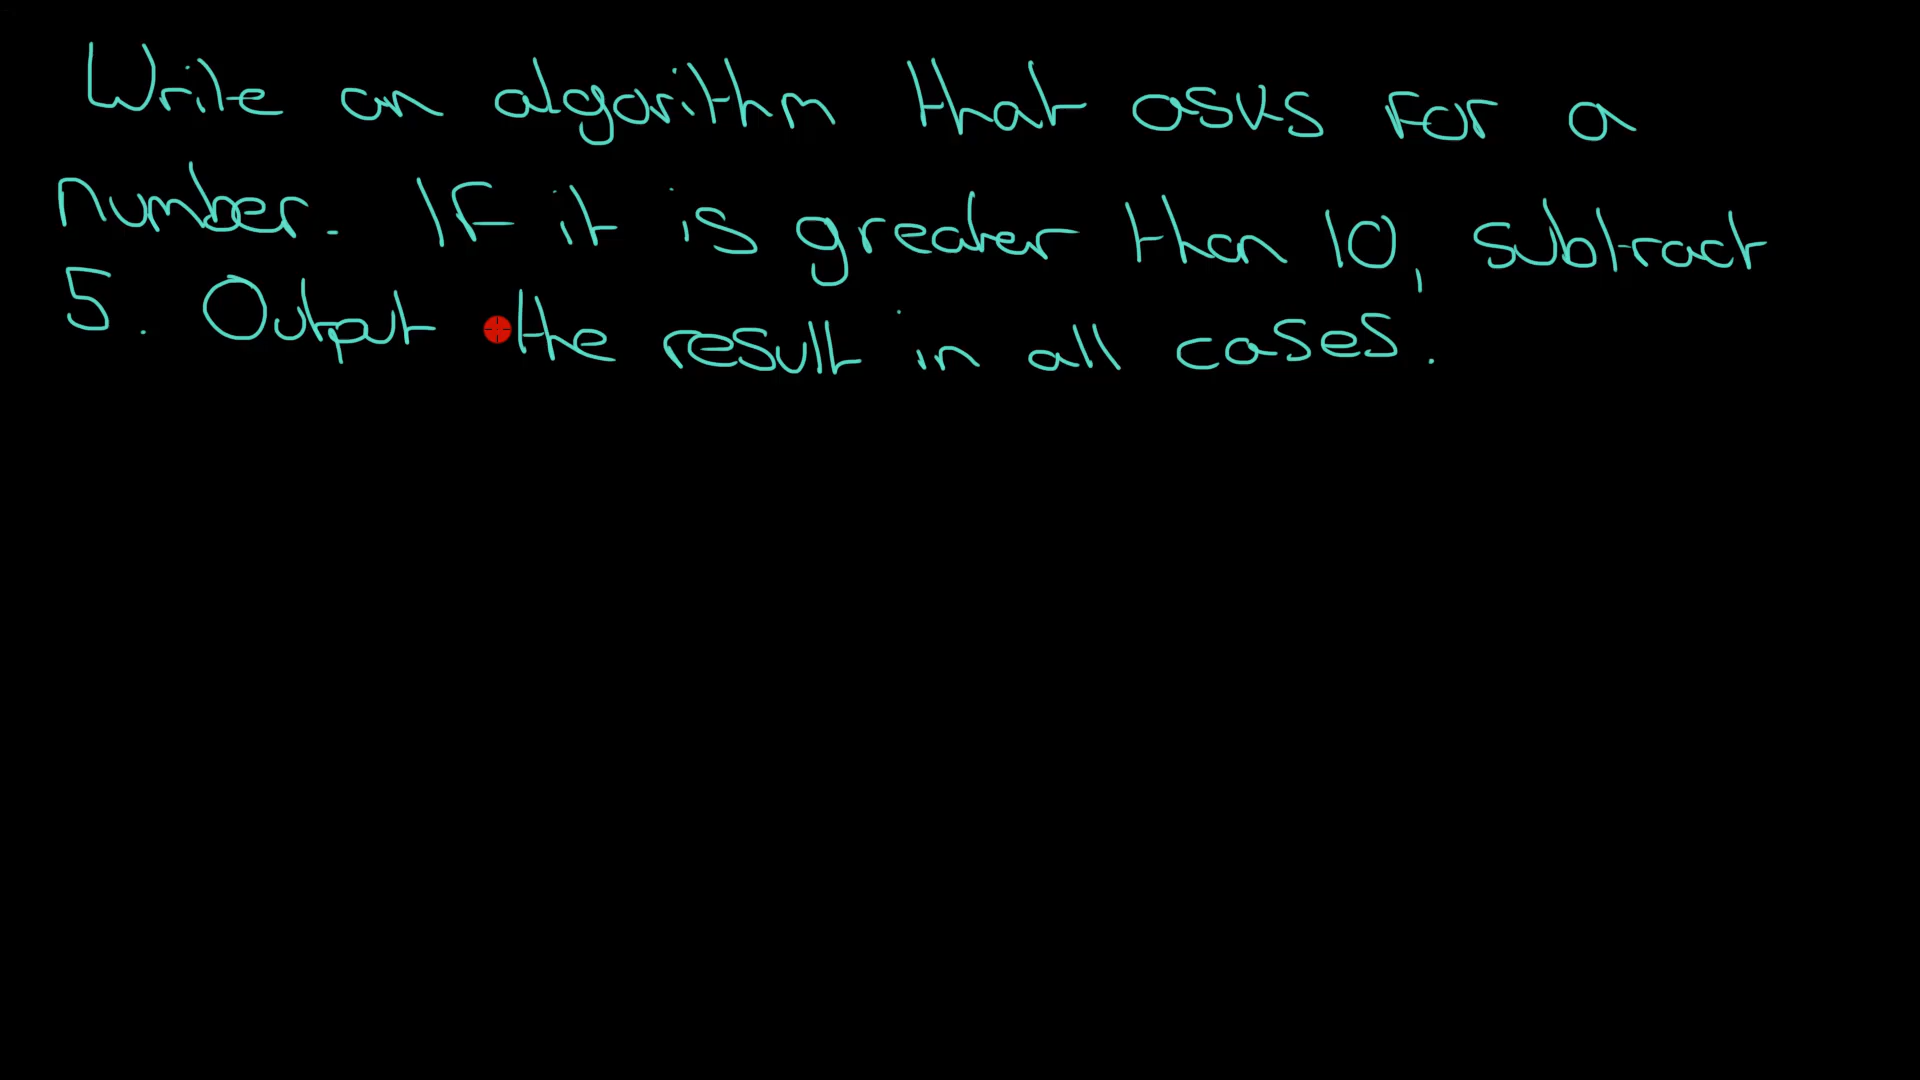 Write an algorithm that asks for a
number. If it is greater than 10, subtract
5. Output the result in all cases.